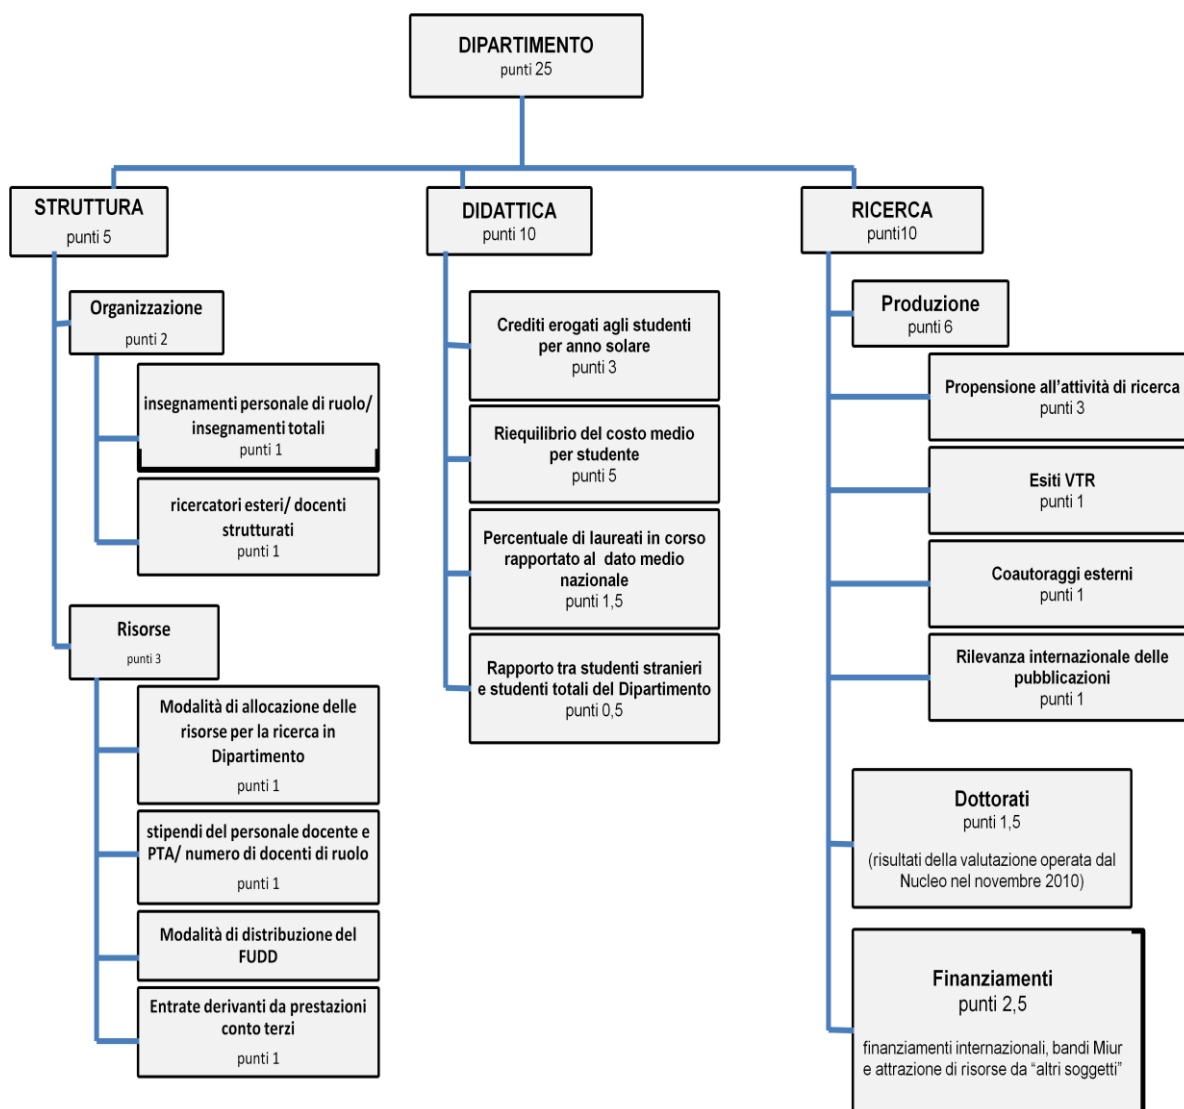 DIPARTIMENTO
punti 25
STRUTTURA
punti 5
Organizzazione
punti 2
insegnamenti personale di ruolo/
insegnamenti totali
punti 1
ricercatori esteri/ docenti
strutturati
punti 1
Risorse
punti 3
Modalità di allocazione delle
risorse per la ricerca in
Dipartimento
punti 1
stipendi del personale docente e
PTA/ numero di docenti di ruolo
punti 1
Modalità di distribuzione del
FUDD
Entrate derivanti da prestazioni
conto terzi
punti 1
DIDATTICA
punti 10
Crediti erogati agli studenti
per anno solare
punti 3
Riequilibrio del costo medio
per studente
punti 5
Percentuale di laureati in corso
rapportato al dato medio
nazionale
punti 1,5
Rapporto tra studenti stranieri
e studenti totali del Dipartimento
punti 0,5
RICERCA
punti10
Produzione
punti 6
Propensione all'attività di ricerca
punti 3
Esiti VTR
punti 1
Coautoraggi esterni
punti 1
Rilevanza internazionale delle
pubblicazioni
punti 1
Dottorati
punti 1,5
(risultati della valutazione operata dal
Nucleo nel novembre 2010)
Finanziamenti
punti 2,5
finanziamenti internazionali, bandi Miur
e attrazione di risorse da “altri soggetti”